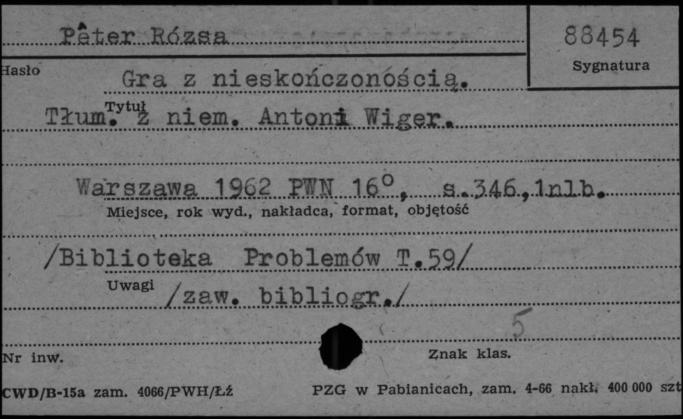 Pêter Rózsa
88454
Hasło
Sygnatura
Gra z nieskończonością.
Tytuł
Tłum. z niem. Antoni Wiger.
Warszawa 1962 PWN 16°, s.346,1nlb.
Miejsce, rok wyd., nakładca, format, objętość
/Biblioteka Problemów T.59/
Uwagi
/zaw. bibliogr./
5
Nr inw.
Znak klas.
CWD/B-15a zam. 4066/PWH/Łź
PZG w Pabianicach, zam. 4-66 nakł. 400 000 szt